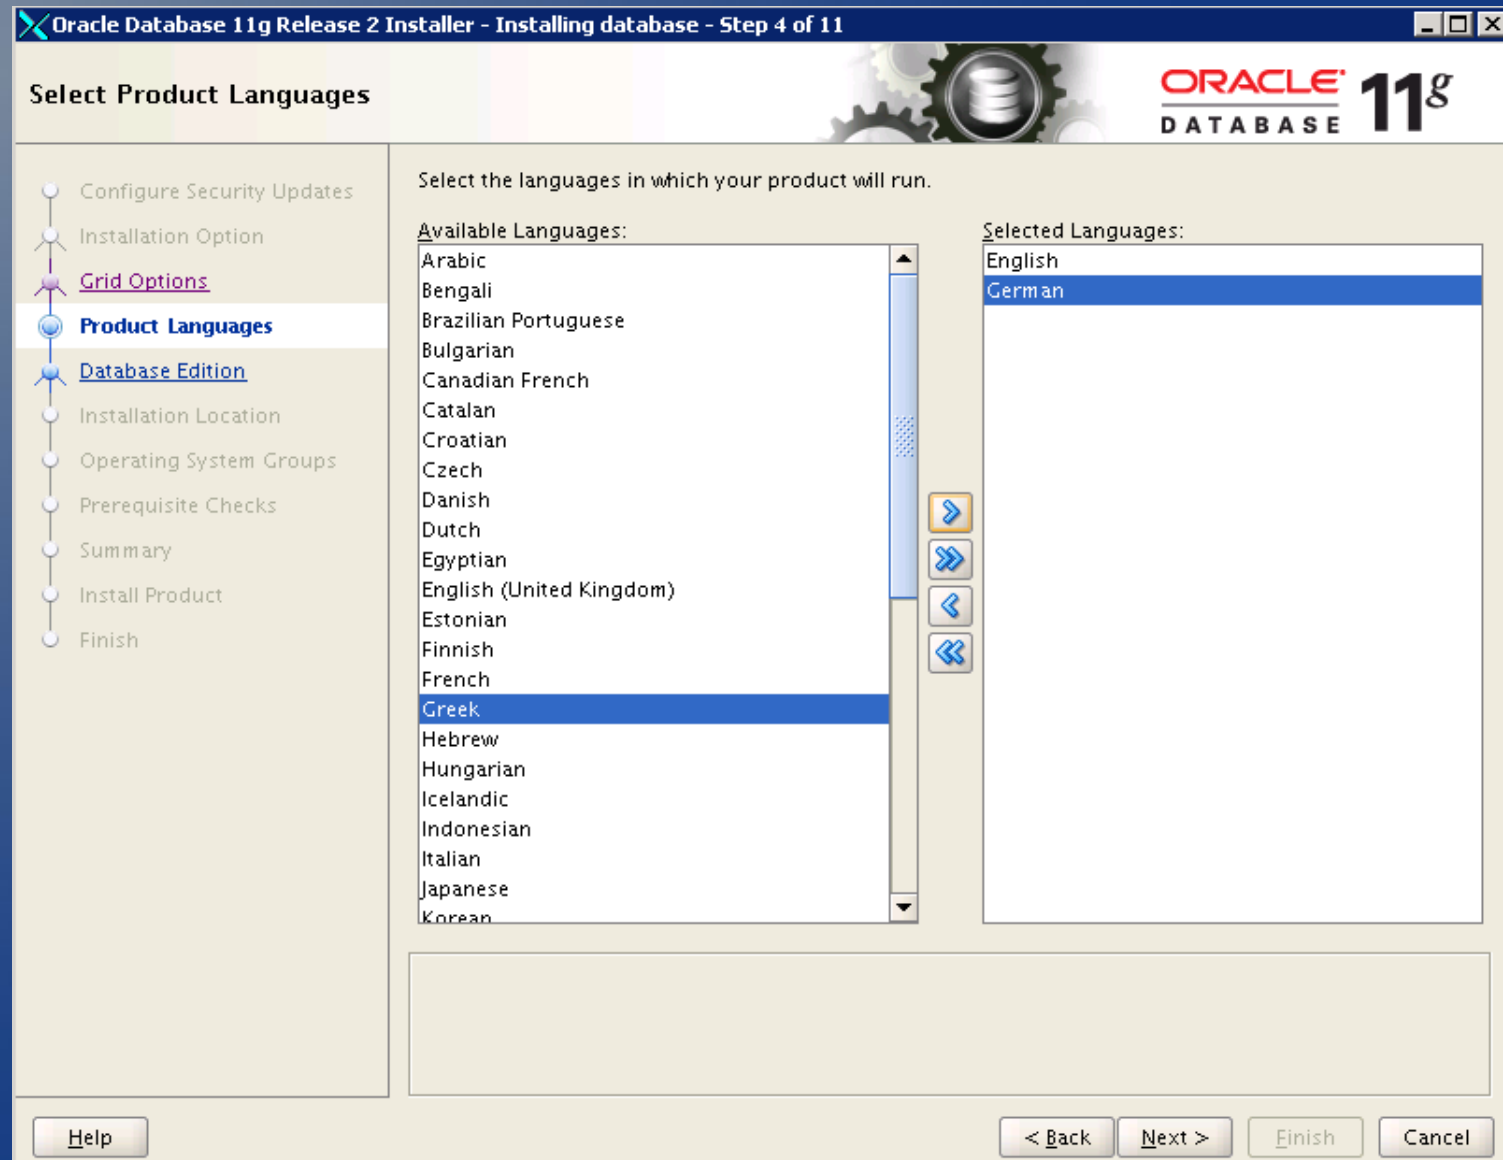 Oracle Database 11g Release 2 Installer - Installing database - Step 4 of 11
Select Product Languages
ORACLE
DATABASE
11g
Configure Security Updates
Installation Option
Grid Options
Product Languages
Database Edition
Installation Location
Operating System Groups
Prerequisite Checks
Summary
Install Product
Finish
Select the languages in which your product will run.
Available Languages:
Arabic
Bengali
Brazilian Portuguese
Bulgarian
Canadian French
Catalan
Croatian
Czech
Danish
Dutch
Egyptian
English (United Kingdom)
Estonian
Finnish
French
Greek
Hebrew
Hungarian
Icelandic
Indonesian
Italian
Japanese
Korean
Selected Languages:
English
German
Help
< Back
Next >
Finish
Cancel